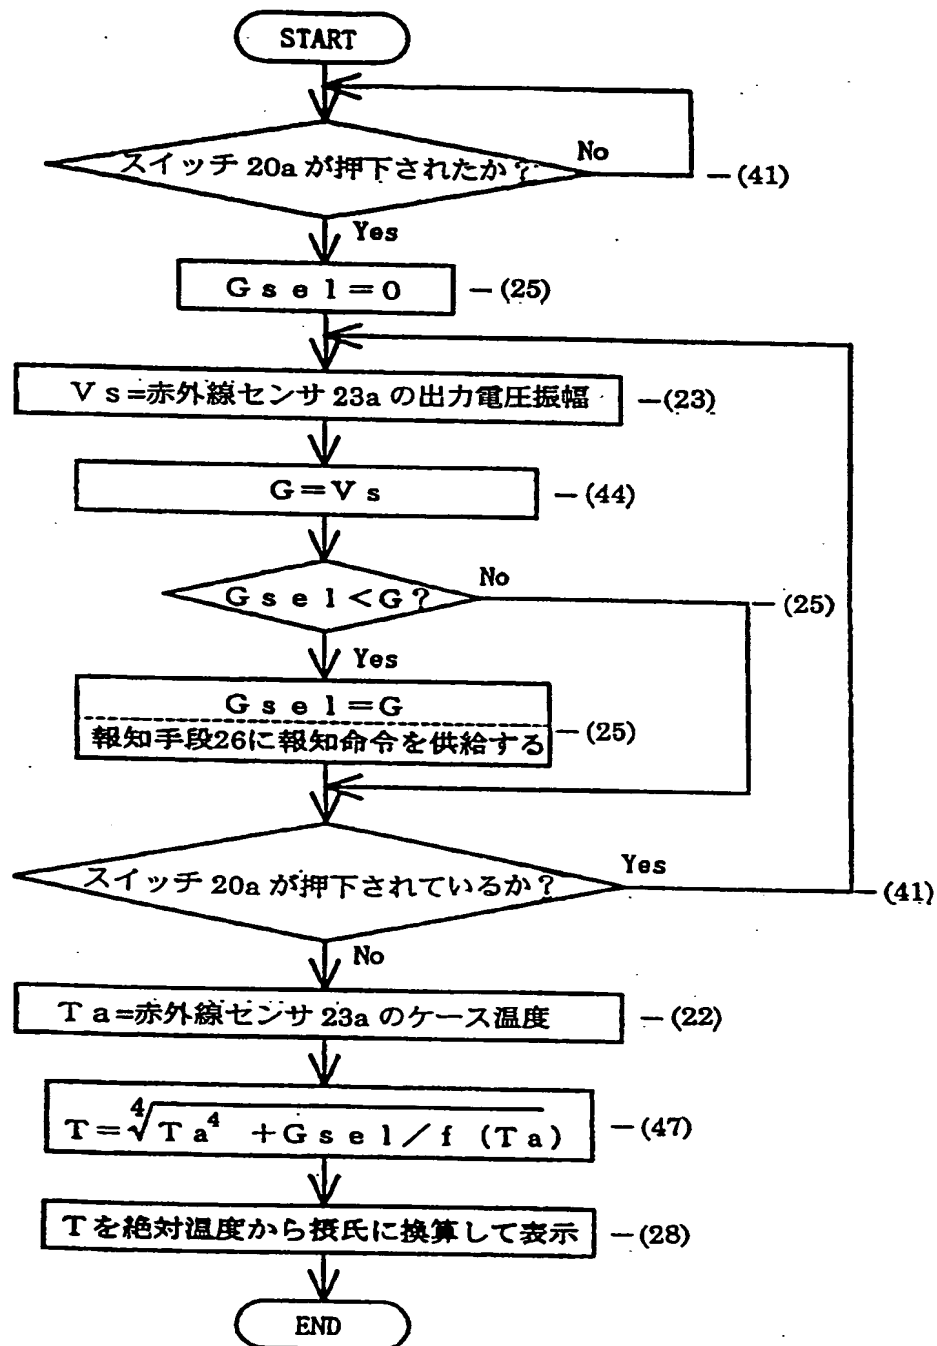 START
スイッチ 20a が押下されたか?
No
―(41)
Yes
Gsel=0
―(25)
Vs=赤外線センサ 23a の出力電圧振幅
―(23)
G=Vs
―(44)
Gsel<G?
No
―(25)
Yes
Gsel=G
報知手段26に報知命令を供給する
―(25)
スイッチ 20a が押下されているか?
Yes
―(41)
No
Ta=赤外線センサ 23a のケース温度
―(22)
T=⁴√Ta⁴ +Gsel/f (Ta)
―(47)
Tを絶対温度から摂氏に換算して表示
―(28)
END